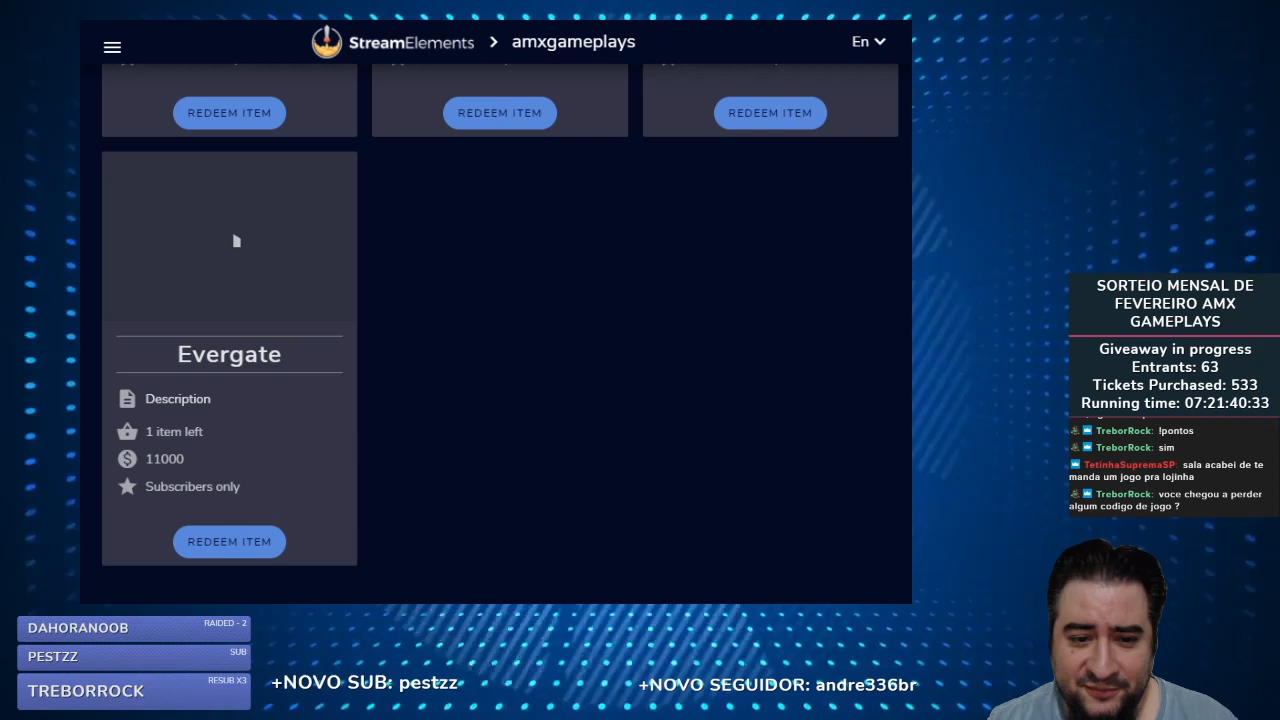 StreamElements > amxgameplays
En
REDEEM ITEM
REDEEM ITEM
REDEEM ITEM
Evergate
Description
1 item left
11000
Subscribers only
REDEEM ITEM
SORTEIO MENSAL DE
FEVEREIRO AMX
GAMEPLAYS
Giveaway in progress
Entrants: 63
Tickets Purchased: 533
Running time: 07:21:40:33
TreborRock: !pontos
TreborRock: sim
TetinhaSupremaSP: sala acabei de te
manda um jogo pra lojinha
TreborRock: voce chegou a perder
algum codigo de jogo ?
DAHORANOOB
RAIDED - 2
PESTZZ
SUB
TREBORROCK
RESUB X3
+NOVO SUB: pestzz
+NOVO SEGUIDOR: andre336br